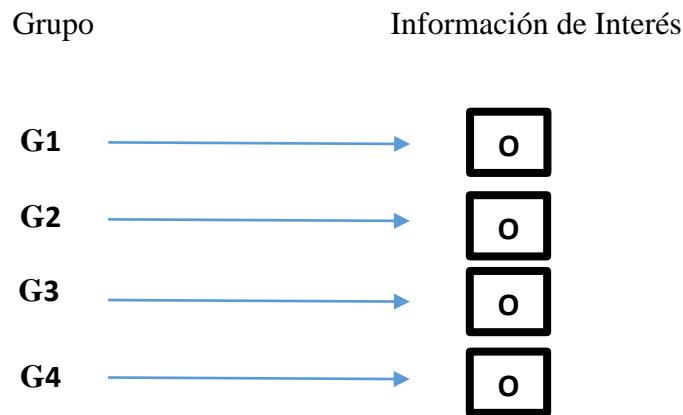 Grupo Información de Interés
G1 O
G2 O
G3 O
G4 O